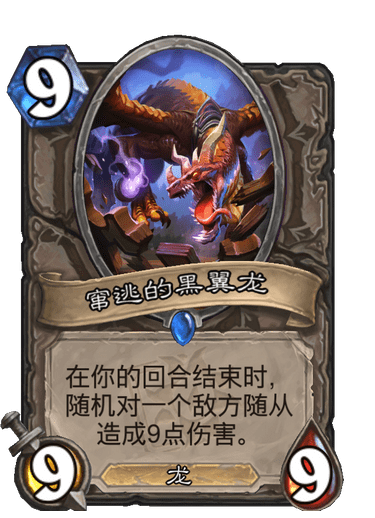 9
窜逃的黑翼龙
在你的回合结束时，
随机对一个敌方随从
造成9点伤害。
9
龙
9